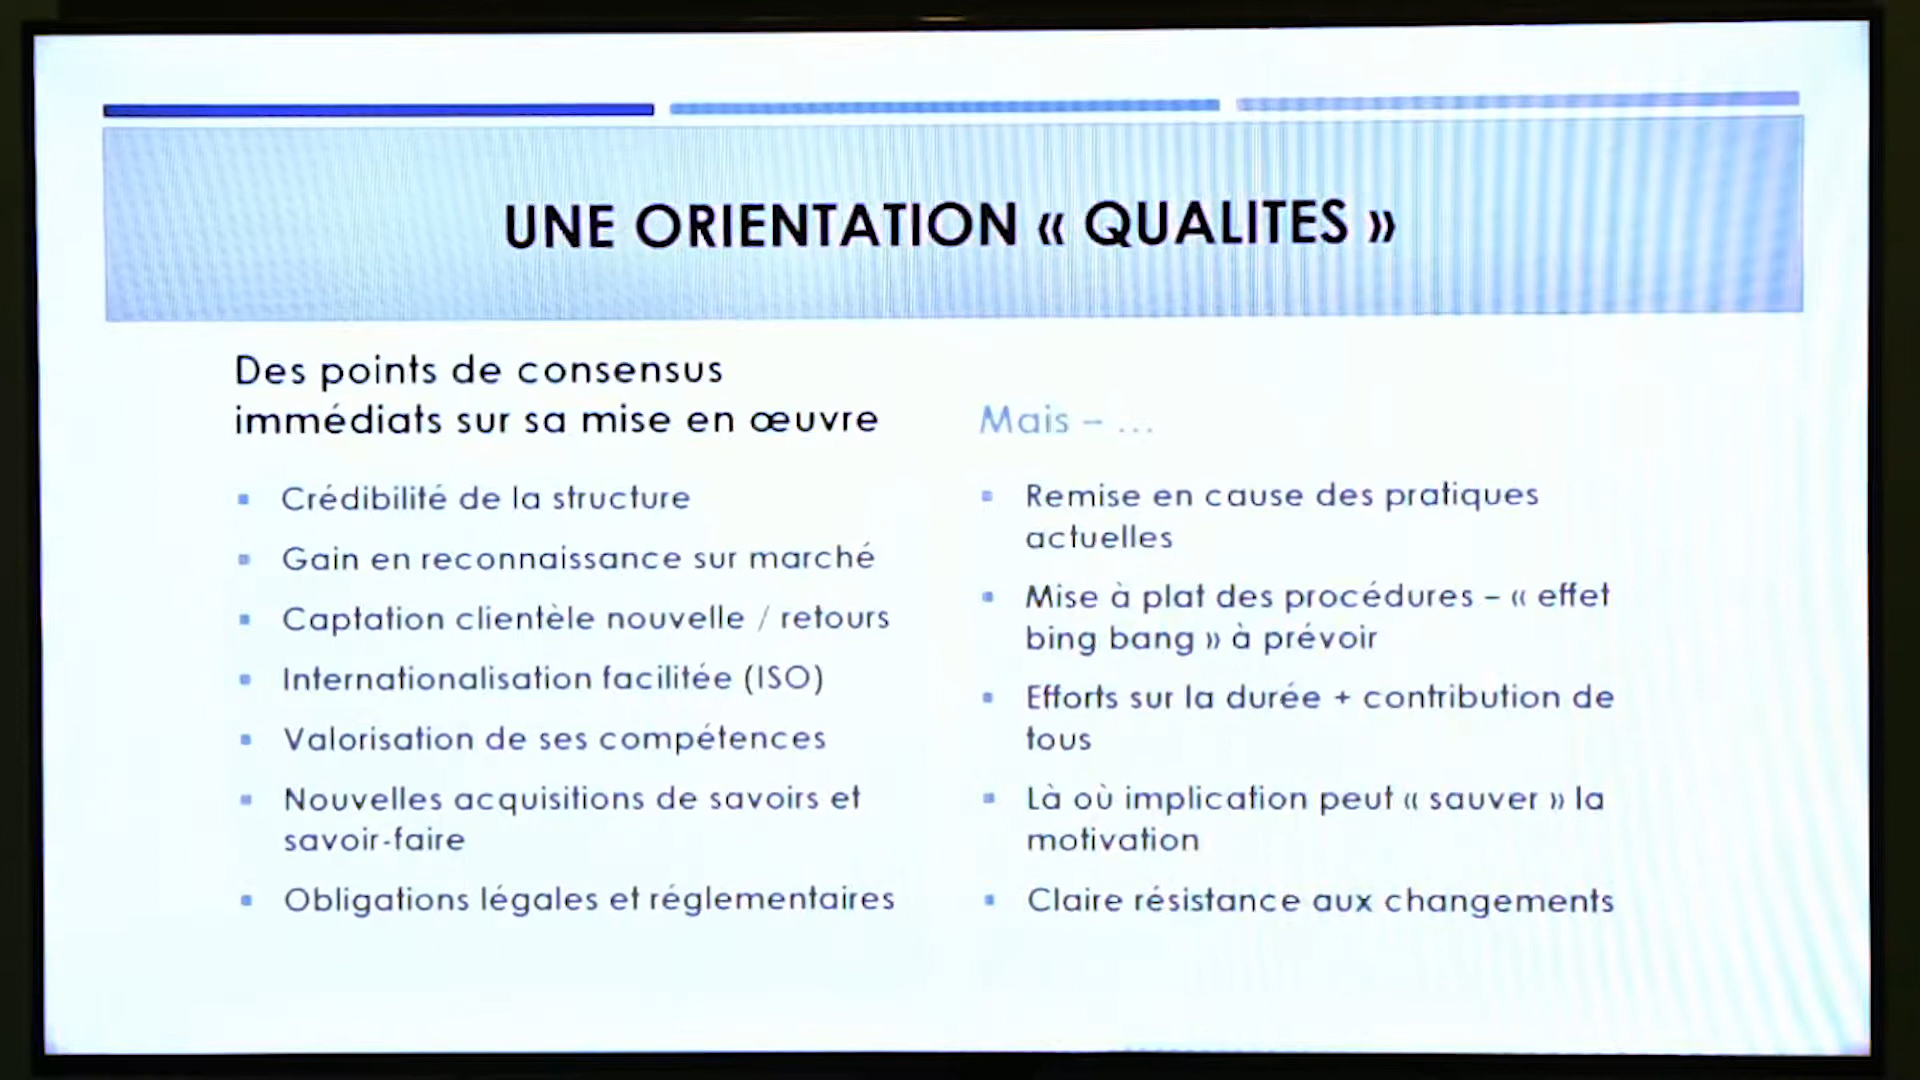 UNE ORIENTATION « QUALITES »
Des points de consensus
immédiats sur sa mise en œuvre
Crédibilité de la structure
Gain en reconnaissance sur marché
Captation clientèle nouvelle / retours
Internationalisation facilitée (ISO)
Valorisation de ses compétences
Nouvelles acquisitions de savoirs et
savoir-faire
Obligations légales et réglementaires
Mais – ...
Remise en cause des pratiques
actuelles
Mise à plat des procédures – « effet
bing bang » à prévoir
Efforts sur la durée + contribution de
tous
Là où implication peut « sauver » la
motivation
Claire résistance aux changements